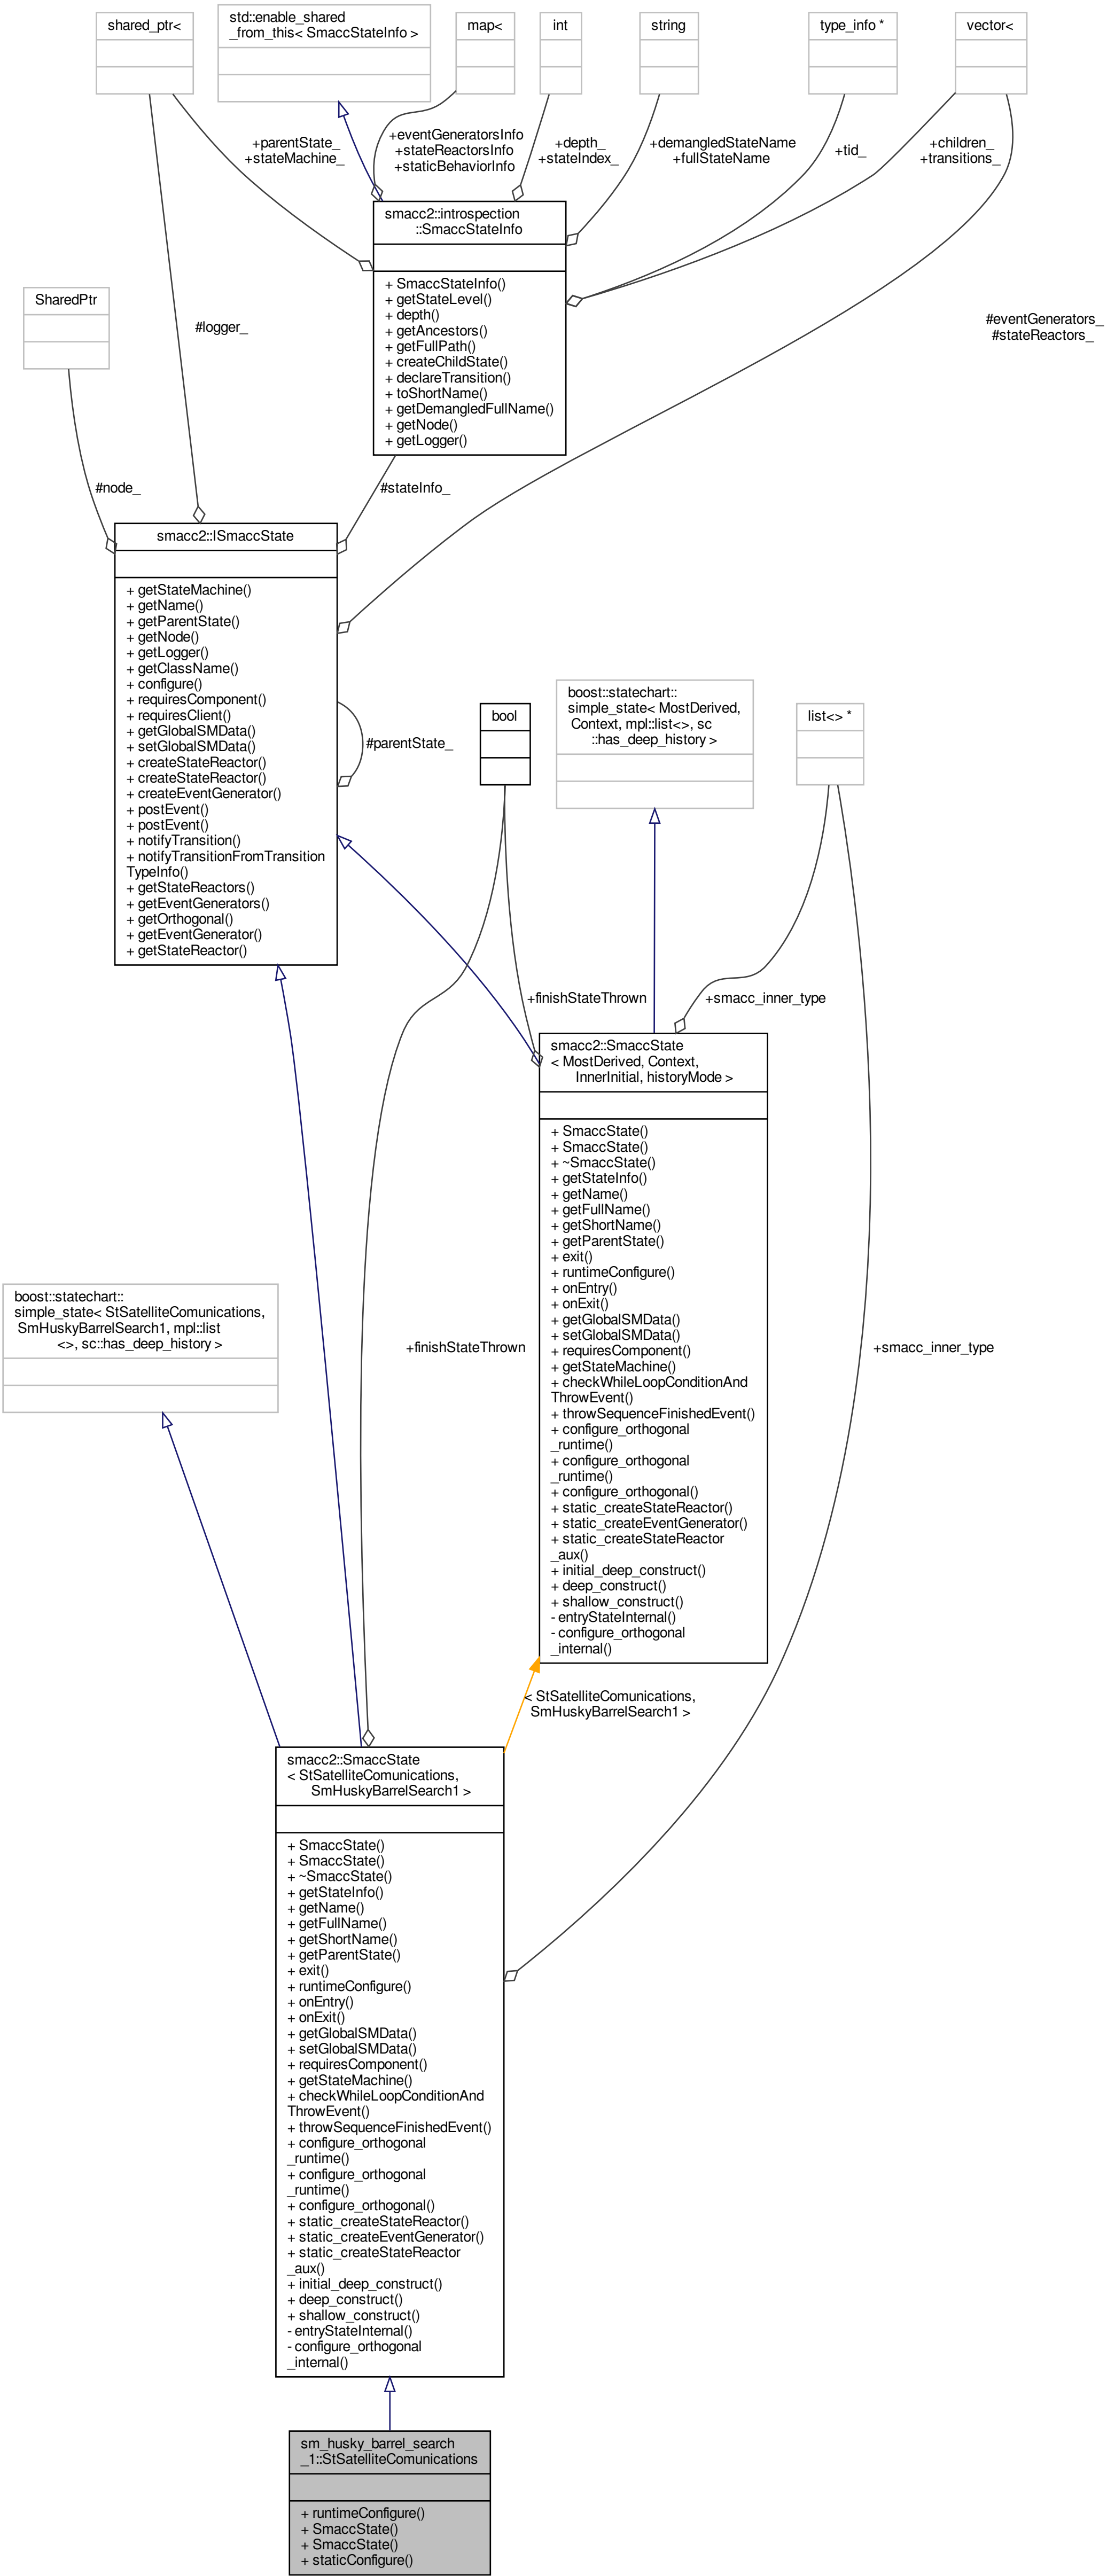 shared_ptr<
std::enable_shared
_from_this< SmaccStateInfo >
map<
int
string
type_info *
vector<
+parentState_
+stateMachine_
+eventGeneratorsInfo
+stateReactorsInfo
+staticBehaviorInfo
+depth_
+stateIndex_
+demangledStateName
+fullStateName
+tid_
+children_
+transitions_
smacc2::introspection
::SmaccStateInfo
+ SmaccStateInfo()
+ getStateLevel()
+ depth()
+ getAncestors()
+ getFullPath()
+ createChildState()
+ declareTransition()
+ toShortName()
+ getDemangledFullName()
+ getNode()
+ getLogger()
SharedPtr
#logger_
#eventGenerators_
#stateReactors_
#node_
#stateInfo_
smacc2::ISmaccState
+ getStateMachine()
+ getName()
+ getParentState()
+ getNode()
+ getLogger()
+ getClassName()
+ configure()
+ requiresComponent()
+ requiresClient()
+ getGlobalSMData()
+ setGlobalSMData()
+ createStateReactor()
+ createStateReactor()
+ createEventGenerator()
+ postEvent()
+ postEvent()
+ notifyTransition()
+ notifyTransitionFromTransition
TypeInfo()
+ getStateReactors()
+ getEventGenerators()
+ getOrthogonal()
+ getEventGenerator()
+ getStateReactor()
#parentState_
bool
boost::statechart::
simple_state< MostDerived,
Context, mpl::list<>, sc
::has_deep_history >
list<> *
+finishStateThrown
+smacc_inner_type
smacc2::SmaccState
< MostDerived, Context,
InnerInitial, historyMode >
+ SmaccState()
+ SmaccState()
+ ~SmaccState()
+ getStateInfo()
+ getName()
+ getFullName()
+ getShortName()
+ getParentState()
+ exit()
+ runtimeConfigure()
+ onEntry()
+ onExit()
+ getGlobalSMData()
+ setGlobalSMData()
+ requiresComponent()
+ getStateMachine()
+ checkWhileLoopConditionAnd
ThrowEvent()
+ throwSequenceFinishedEvent()
+ configure_orthogonal
_runtime()
+ configure_orthogonal
_runtime()
+ configure_orthogonal()
+ static_createStateReactor()
+ static_createEventGenerator()
+ static_createStateReactor
_aux()
+ initial_deep_construct()
+ deep_construct()
+ shallow_construct()
- entryStateInternal()
- configure_orthogonal
_internal()
boost::statechart::
simple_state< StSatelliteComunications,
SmHuskyBarrelSearch1, mpl::list
<>, sc::has_deep_history >
+finishStateThrown
+smacc_inner_type
< StSatelliteComunications,
SmHuskyBarrelSearch1 >
smacc2::SmaccState
< StSatelliteComunications,
SmHuskyBarrelSearch1 >
+ SmaccState()
+ SmaccState()
+ ~SmaccState()
+ getStateInfo()
+ getName()
+ getFullName()
+ getShortName()
+ getParentState()
+ exit()
+ runtimeConfigure()
+ onEntry()
+ onExit()
+ getGlobalSMData()
+ setGlobalSMData()
+ requiresComponent()
+ getStateMachine()
+ checkWhileLoopConditionAnd
ThrowEvent()
+ throwSequenceFinishedEvent()
+ configure_orthogonal
_runtime()
+ configure_orthogonal
_runtime()
+ configure_orthogonal()
+ static_createStateReactor()
+ static_createEventGenerator()
+ static_createStateReactor
_aux()
+ initial_deep_construct()
+ deep_construct()
+ shallow_construct()
- entryStateInternal()
- configure_orthogonal
_internal()
sm_husky_barrel_search
_1::StSatelliteComunications
+ runtimeConfigure()
+ SmaccState()
+ SmaccState()
+ staticConfigure()